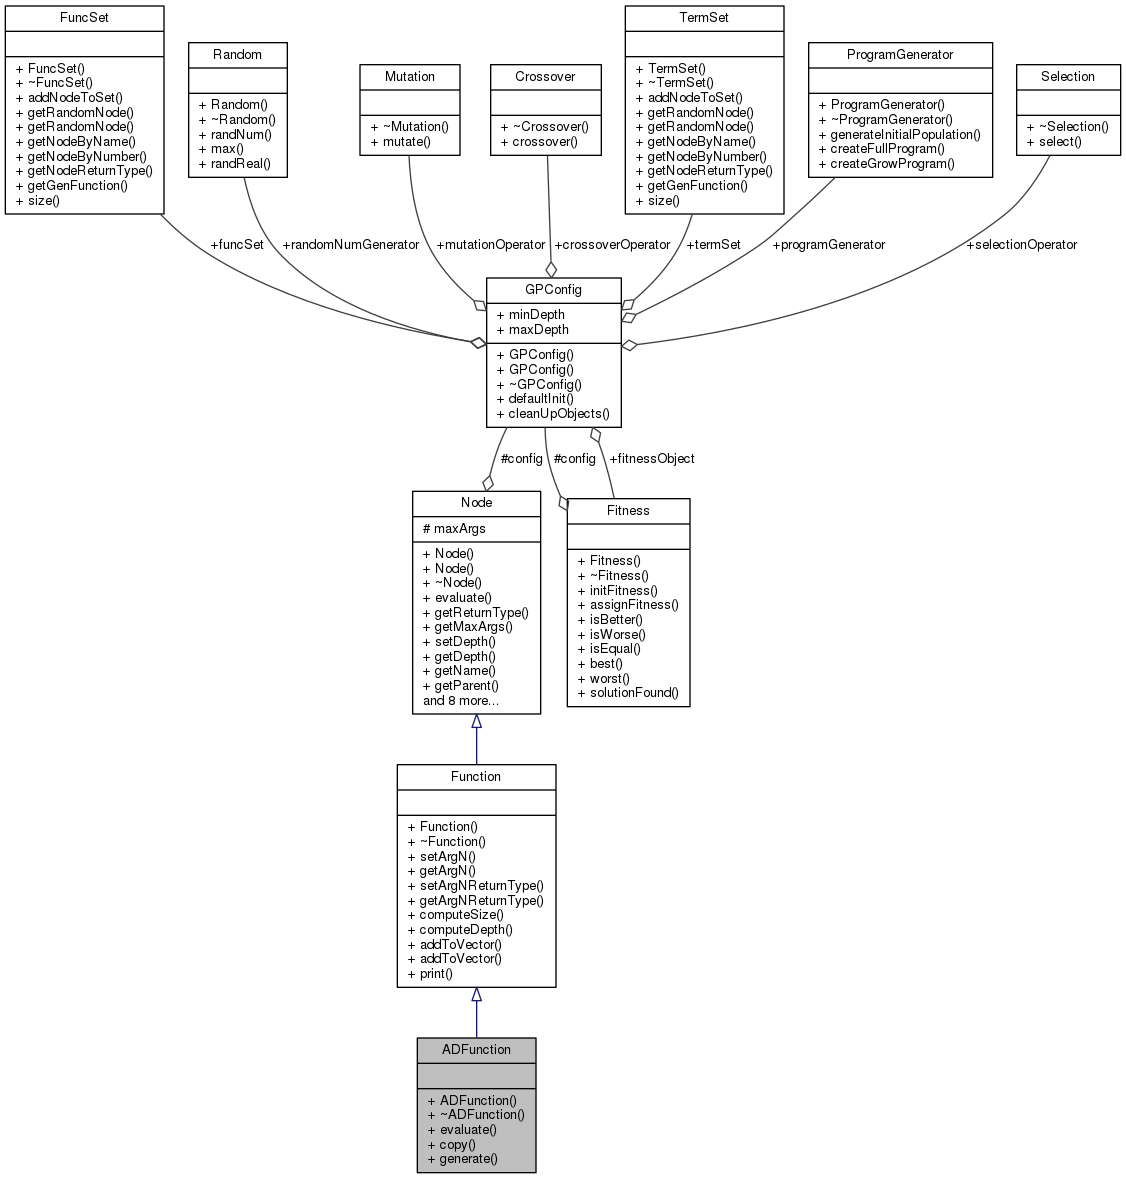 FuncSet
+ FuncSet()
+ ~FuncSet()
+ addNodeToSet()
+ getRandomNode()
+ getRandomNode()
+ getNodeByName()
+ getNodeByNumber()
+ getNodeReturnType()
+ getGenFunction()
+ size()
Random
+ Random()
+ ~Random()
+ randNum()
+ max()
+ randReal()
Mutation
+ ~Mutation()
+ mutate()
Crossover
+ ~Crossover()
+ crossover()
TermSet
+ TermSet()
+ ~TermSet()
+ addNodeToSet()
+ getRandomNode()
+ getRandomNode()
+ getNodeByName()
+ getNodeByNumber()
+ getNodeReturnType()
+ getGenFunction()
+ size()
ProgramGenerator
+ ProgramGenerator()
+ ~ProgramGenerator()
+ generateInitialPopulation()
+ createFullProgram()
+ createGrowProgram()
Selection
+ ~Selection()
+ select()
+funcSet
+randomNumGenerator
+mutationOperator
+crossoverOperator
+termSet
+programGenerator
+selectionOperator
GPConfig
+ minDepth
+ maxDepth
+ GPConfig()
+ GPConfig()
+ ~GPConfig()
+ defaultInit()
+ cleanUpObjects()
#config
#config
+fitnessObject
Node
# maxArgs
+ Node()
+ Node()
+ ~Node()
+ evaluate()
+ getReturnType()
+ getMaxArgs()
+ setDepth()
+ getDepth()
+ getName()
+ getParent()
and 8 more...
Fitness
+ Fitness()
+ ~Fitness()
+ initFitness()
+ assignFitness()
+ isBetter()
+ isWorse()
+ isEqual()
+ best()
+ worst()
+ solutionFound()
Function
+ Function()
+ ~Function()
+ setArgN()
+ getArgN()
+ setArgNReturnType()
+ getArgNReturnType()
+ computeSize()
+ computeDepth()
+ addToVector()
+ addToVector()
+ print()
ADFunction
+ ADFunction()
+ ~ADFunction()
+ evaluate()
+ copy()
+ generate()